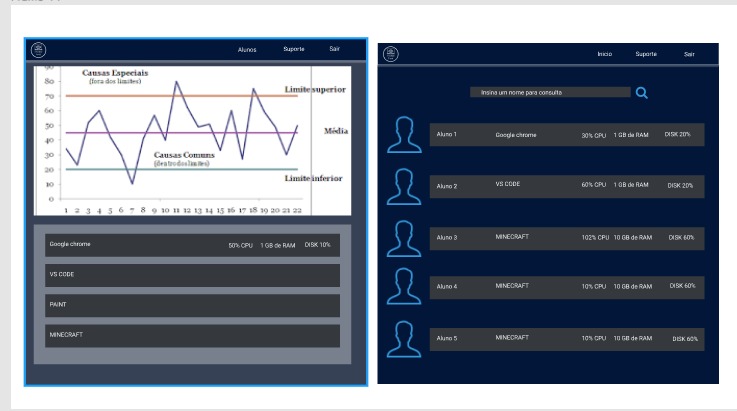 Alunos Suporte Sair
90
80
70
60
50
40
30
20
10
0
Causas Especiais
(fora dos limites)
Limite superior
Média
Causas Comuns
(dentro dos limites)
Limite inferior
1 2 3 4 5 6 7 8 9 10 11 12 13 14 15 16 17 18 19 20 21 22
Google chrome 50% CPU 1 GB de RAM DISK 10%
VS CODE
PAINT
MINECRAFT
Inicio Suporte Sair
Insina um nome para consulta
Aluno 1 Google chrome 30% CPU 1 GB de RAM DISK 20%
Aluno 2 VS CODE 60% CPU 1 GB de RAM DISK 20%
Aluno 3 MINECRAFT 102% CPU 10 GB de RAM DISK 60%
Aluno 4 MINECRAFT 10% CPU 10 GB de RAM DISK 60%
Aluno 5 MINECRAFT 10% CPU 10 GB de RAM DISK 60%